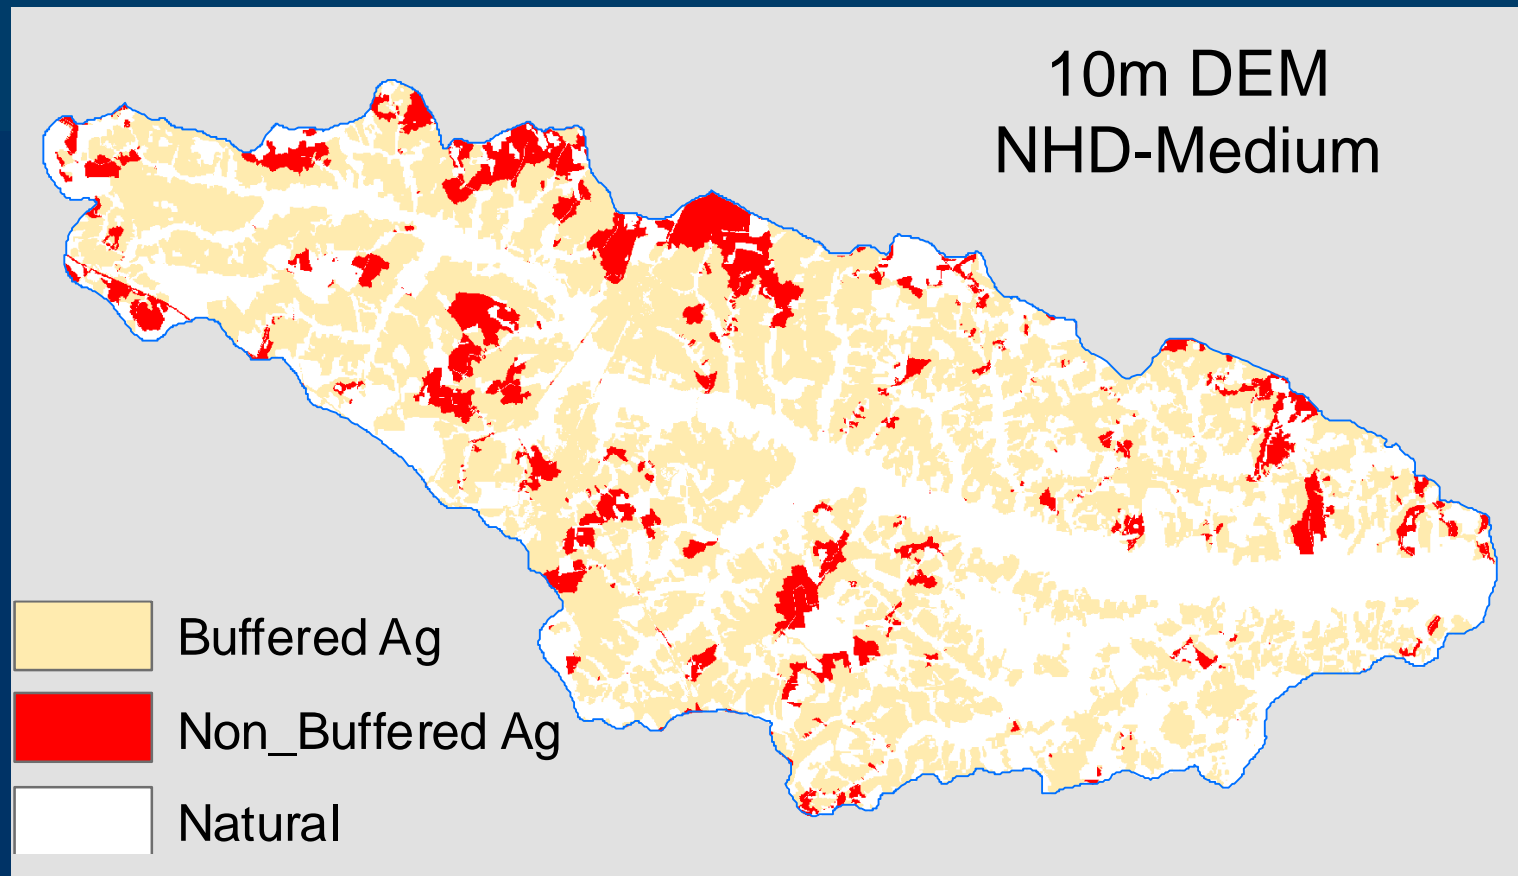 10m DEM
NHD-Medium
Buffered Ag
Non_Buffered Ag
Natural